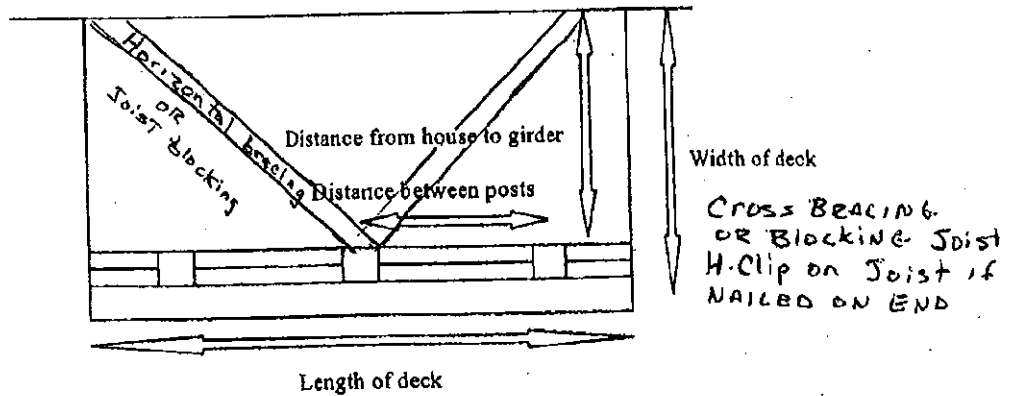 Horizontal bracing
OR
Joist Blocking
Distance from house to girder
Distance between posts
Width of deck
CROSS BRACING
OR BlockiNG Joist
H.Clip on Joist if
NAILED ON END
Length of deck